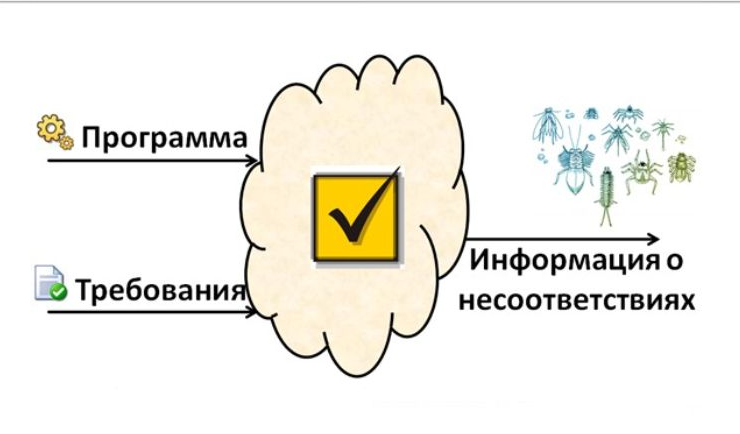 Программа
Требования
Информация о
несоответствиях